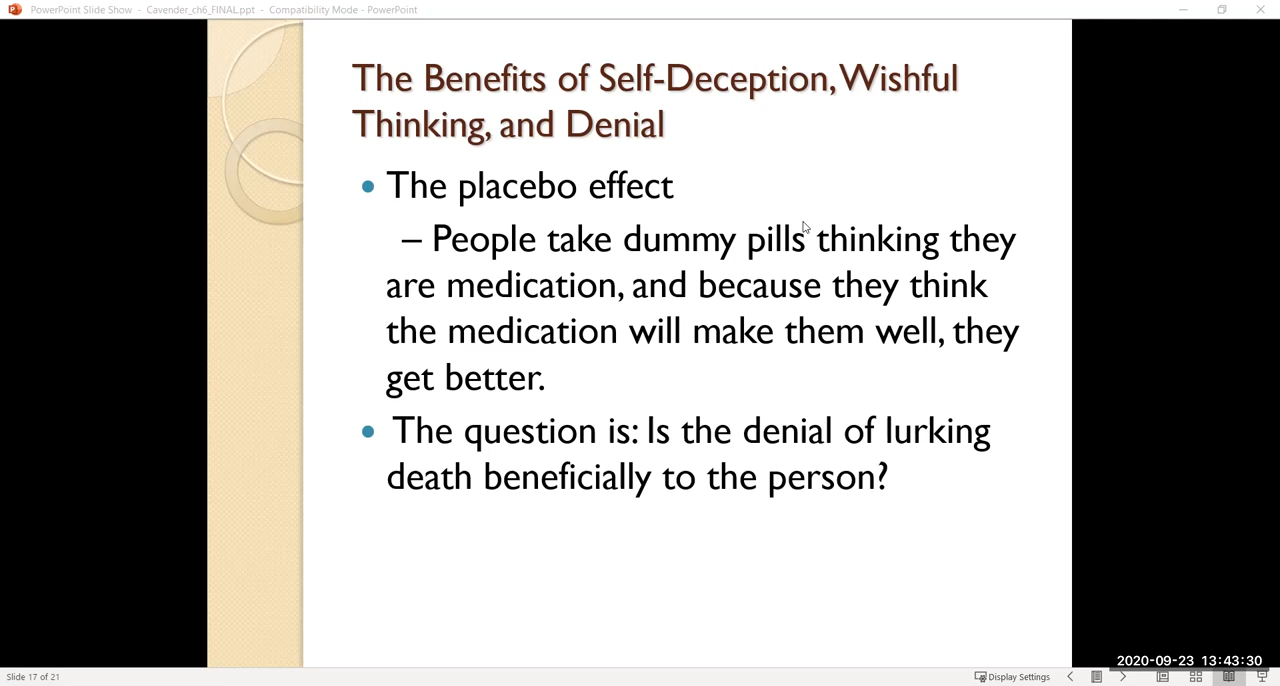 PowerPoint Slide Show - Cavender_ch6_FINAL.ppt - Compatibility Mode - PowerPoint
The Benefits of Self-Deception, Wishful
Thinking, and Denial
• The placebo effect
– People take dummy pills thinking they
are medication, and because they think
the medication will make them well, they
get better.
• The question is: Is the denial of lurking
death beneficially to the person?
2020-09-23 13:43:30
Slide 17 of 21
Display Settings